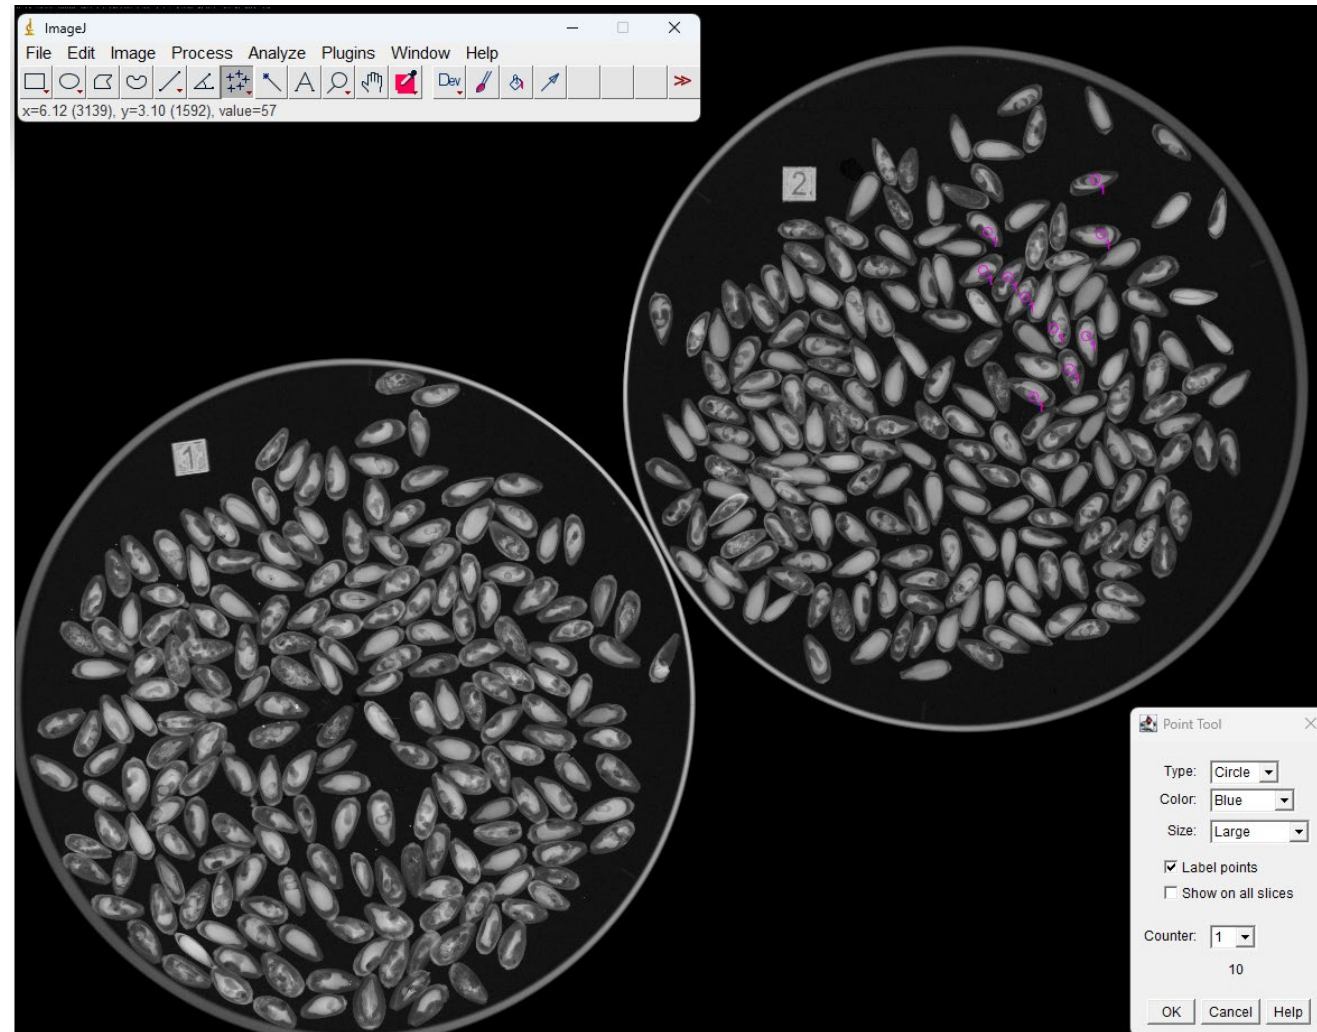 ImageJ
File Edit Image Process Analyze Plugins Window Help
Dev
x=6.12 (3139), y=3.10 (1592), value=57
2
1
Point Tool
Type: Circle
Color: Blue
Size: Large
Label points
Show on all slices
Counter: 1
10
OK Cancel Help